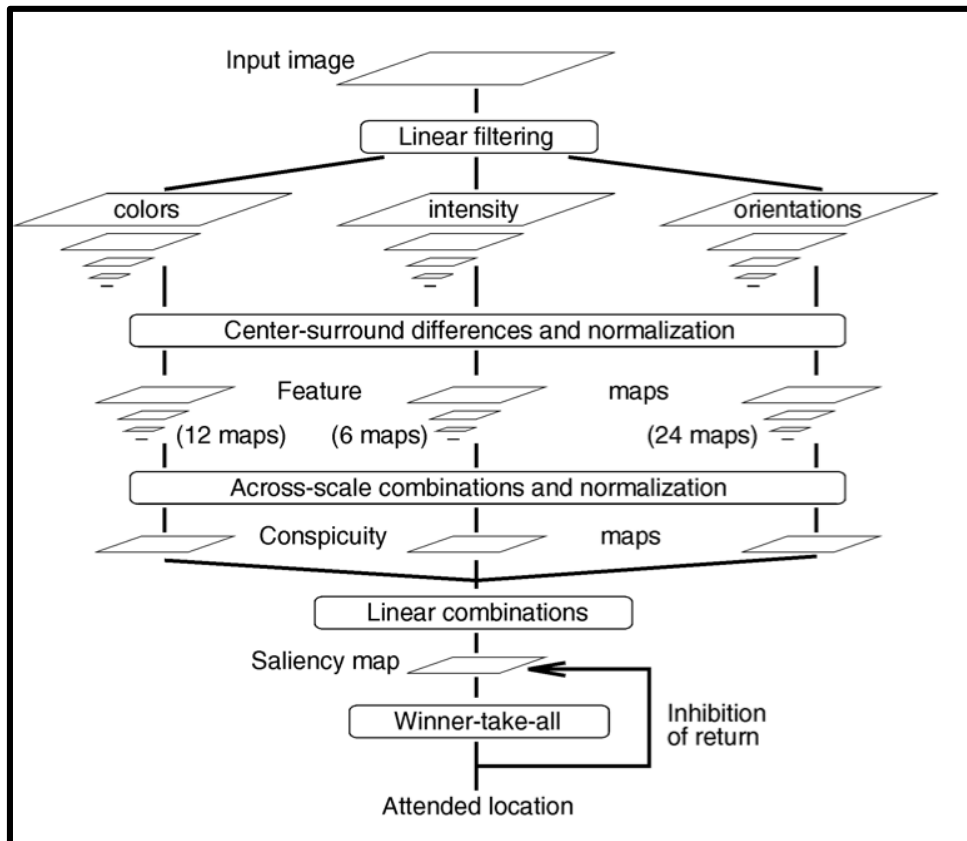 Input image
Linear filtering
colors intensity orientations
Center-surround differences and normalization
Feature maps
(12 maps) (6 maps) (24 maps)
Across-scale combinations and normalization
Conspicuity maps
Linear combinations
Saliency map
Winner-take-all
Inhibition
of return
Attended location